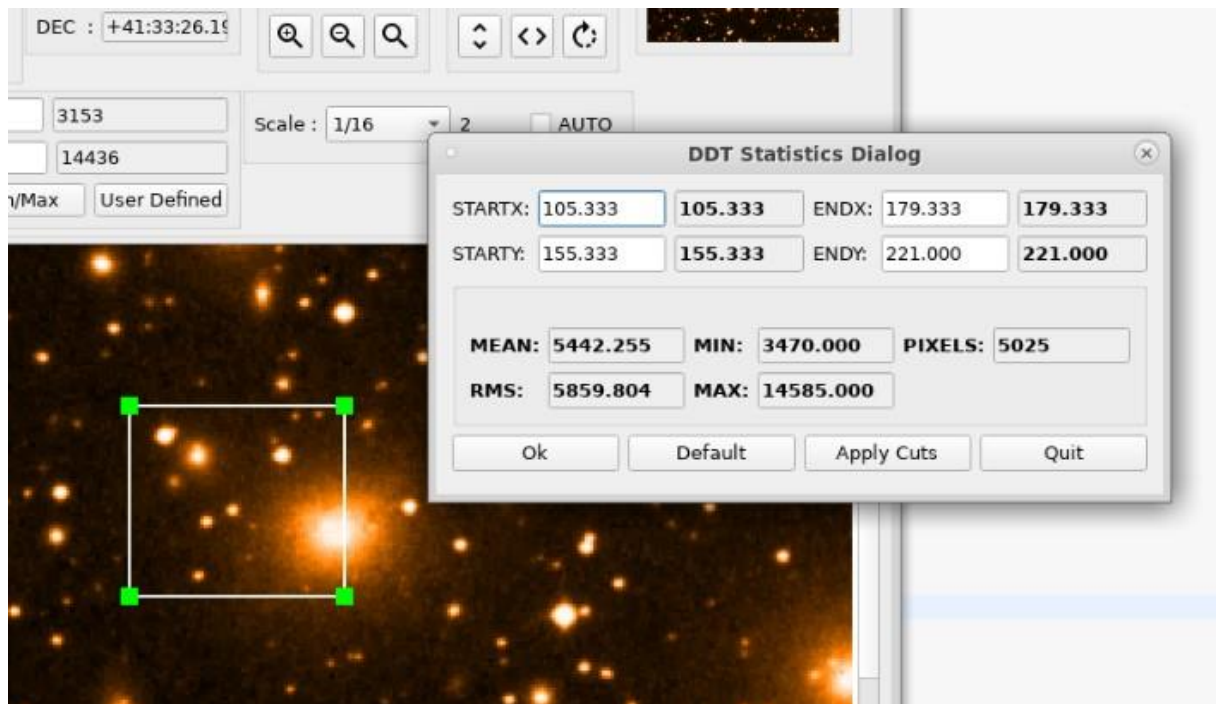 DEC : +41:33:26.19
3153
Scale : 1/16 2 AUTO
14436
User Defined
DDT Statistics Dialog
STARTX: 105.333 105.333 ENDX: 179.333 179.333
STARTY: 155.333 155.333 ENDY: 221.000 221.000
MEAN: 5442.255 MIN: 3470.000 PIXELS: 5025
RMS: 5859.804 MAX: 14585.000
Ok Default Apply Cuts Quit